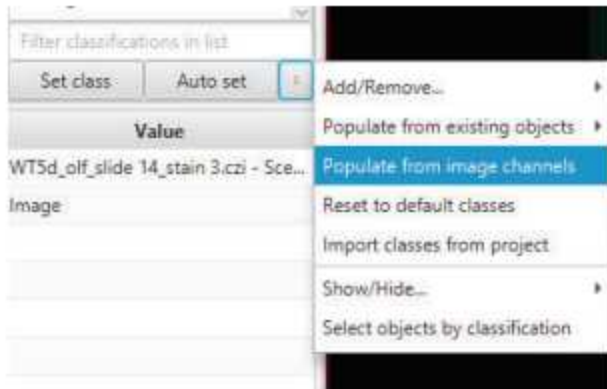 Filter classifications in list
Set class
Auto set
Add/Remove...
Value
Populate from existing objects
WT5d_olf_slide 14_stain 3.czi - Sce...
Populate from image channels
Image
Reset to default classes
Import classes from project
Show/Hide...
Select objects by classification